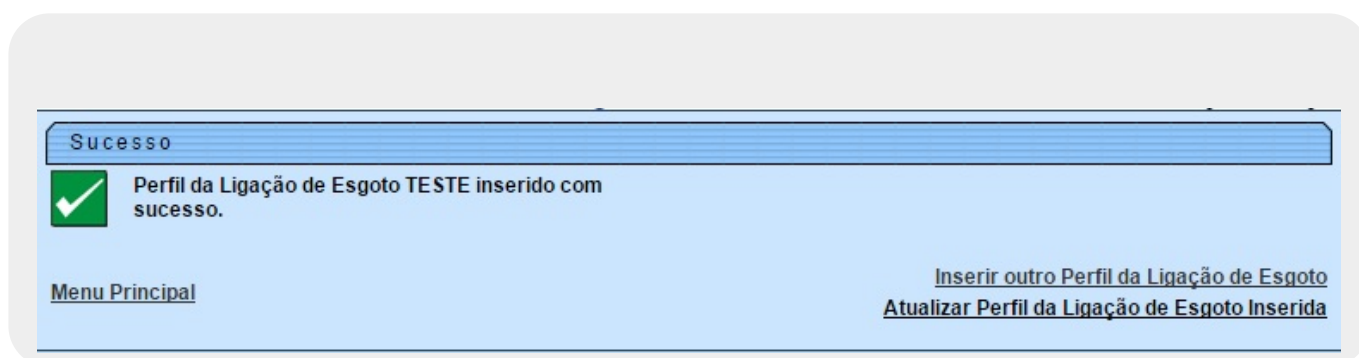 Sucesso
Perfil da Ligação de Esgoto TESTE inserido com
sucesso.
Inserir outro Perfil da Ligação de Esgoto
Menu Principal
Atualizar Perfil da Ligação de Esgoto Inserida